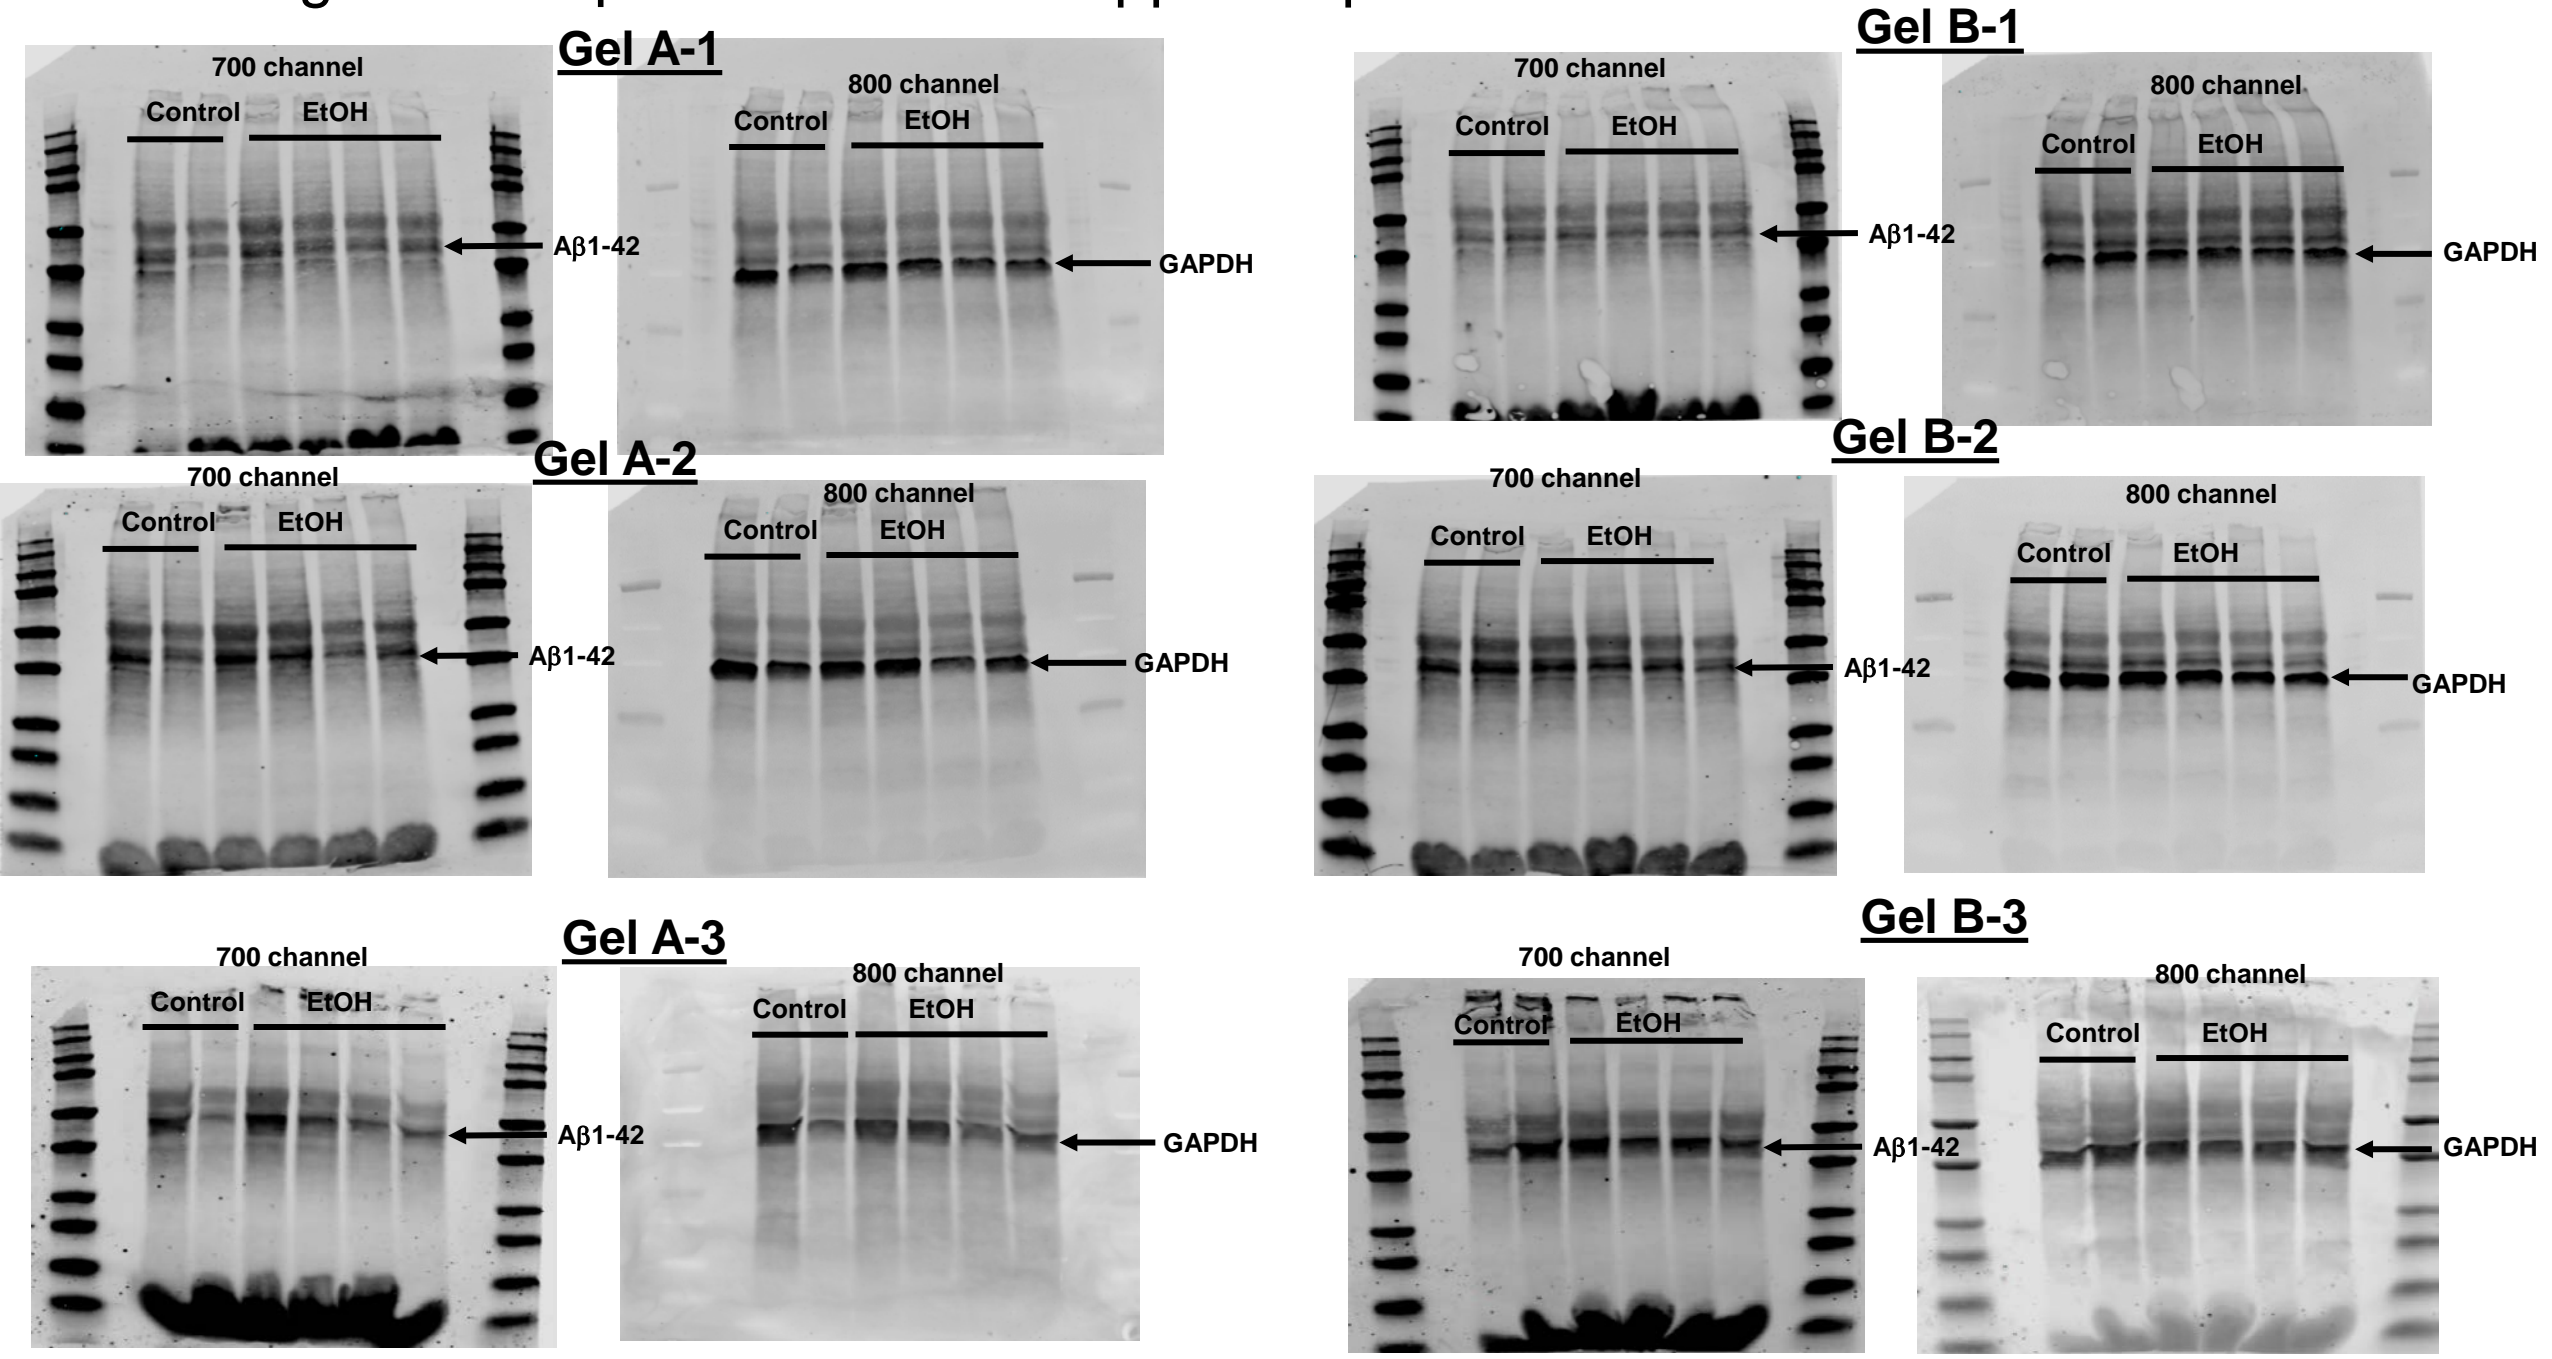 Gel A-1
700 channel
Control EtOH
Aβ1-42
800 channel
Control EtOH
GAPDH
Gel B-1
700 channel
Control EtOH
Aβ1-42
800 channel
Control EtOH
GAPDH
Gel A-2
700 channel
Control EtOH
Aβ1-42
800 channel
Control EtOH
GAPDH
Gel B-2
700 channel
Control EtOH
Aβ1-42
800 channel
Control EtOH
GAPDH
Gel A-3
700 channel
Control EtOH
Aβ1-42
800 channel
Control EtOH
GAPDH
Gel B-3
700 channel
Control EtOH
Aβ1-42
800 channel
Control EtOH
GAPDH